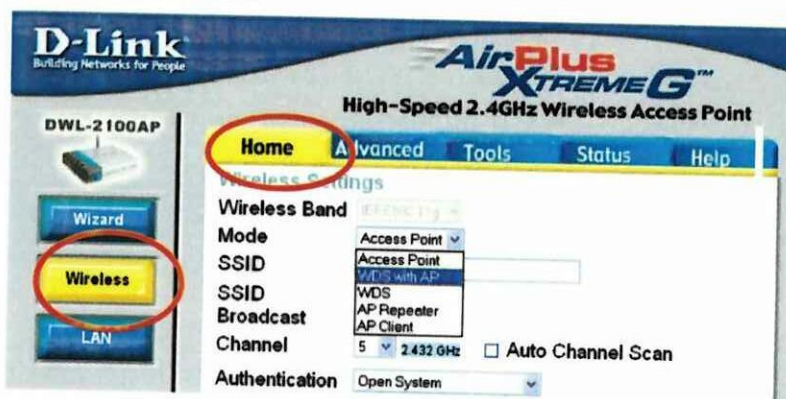 D-Link
Building Networks for People
AirPlus
XTREME G™
High-Speed 2.4GHz Wireless Access Point
DWL-2100AP
Home Advanced Tools Status Help
Wireless Settings
Wizard
Wireless Band
Mode Access Point
Access Point
WDS with AP
WDS
AP Repeater
AP Client
SSID
Wireless
SSID
Broadcast
LAN
Channel 5 2.432 GHz Auto Channel Scan
Authentication Open System